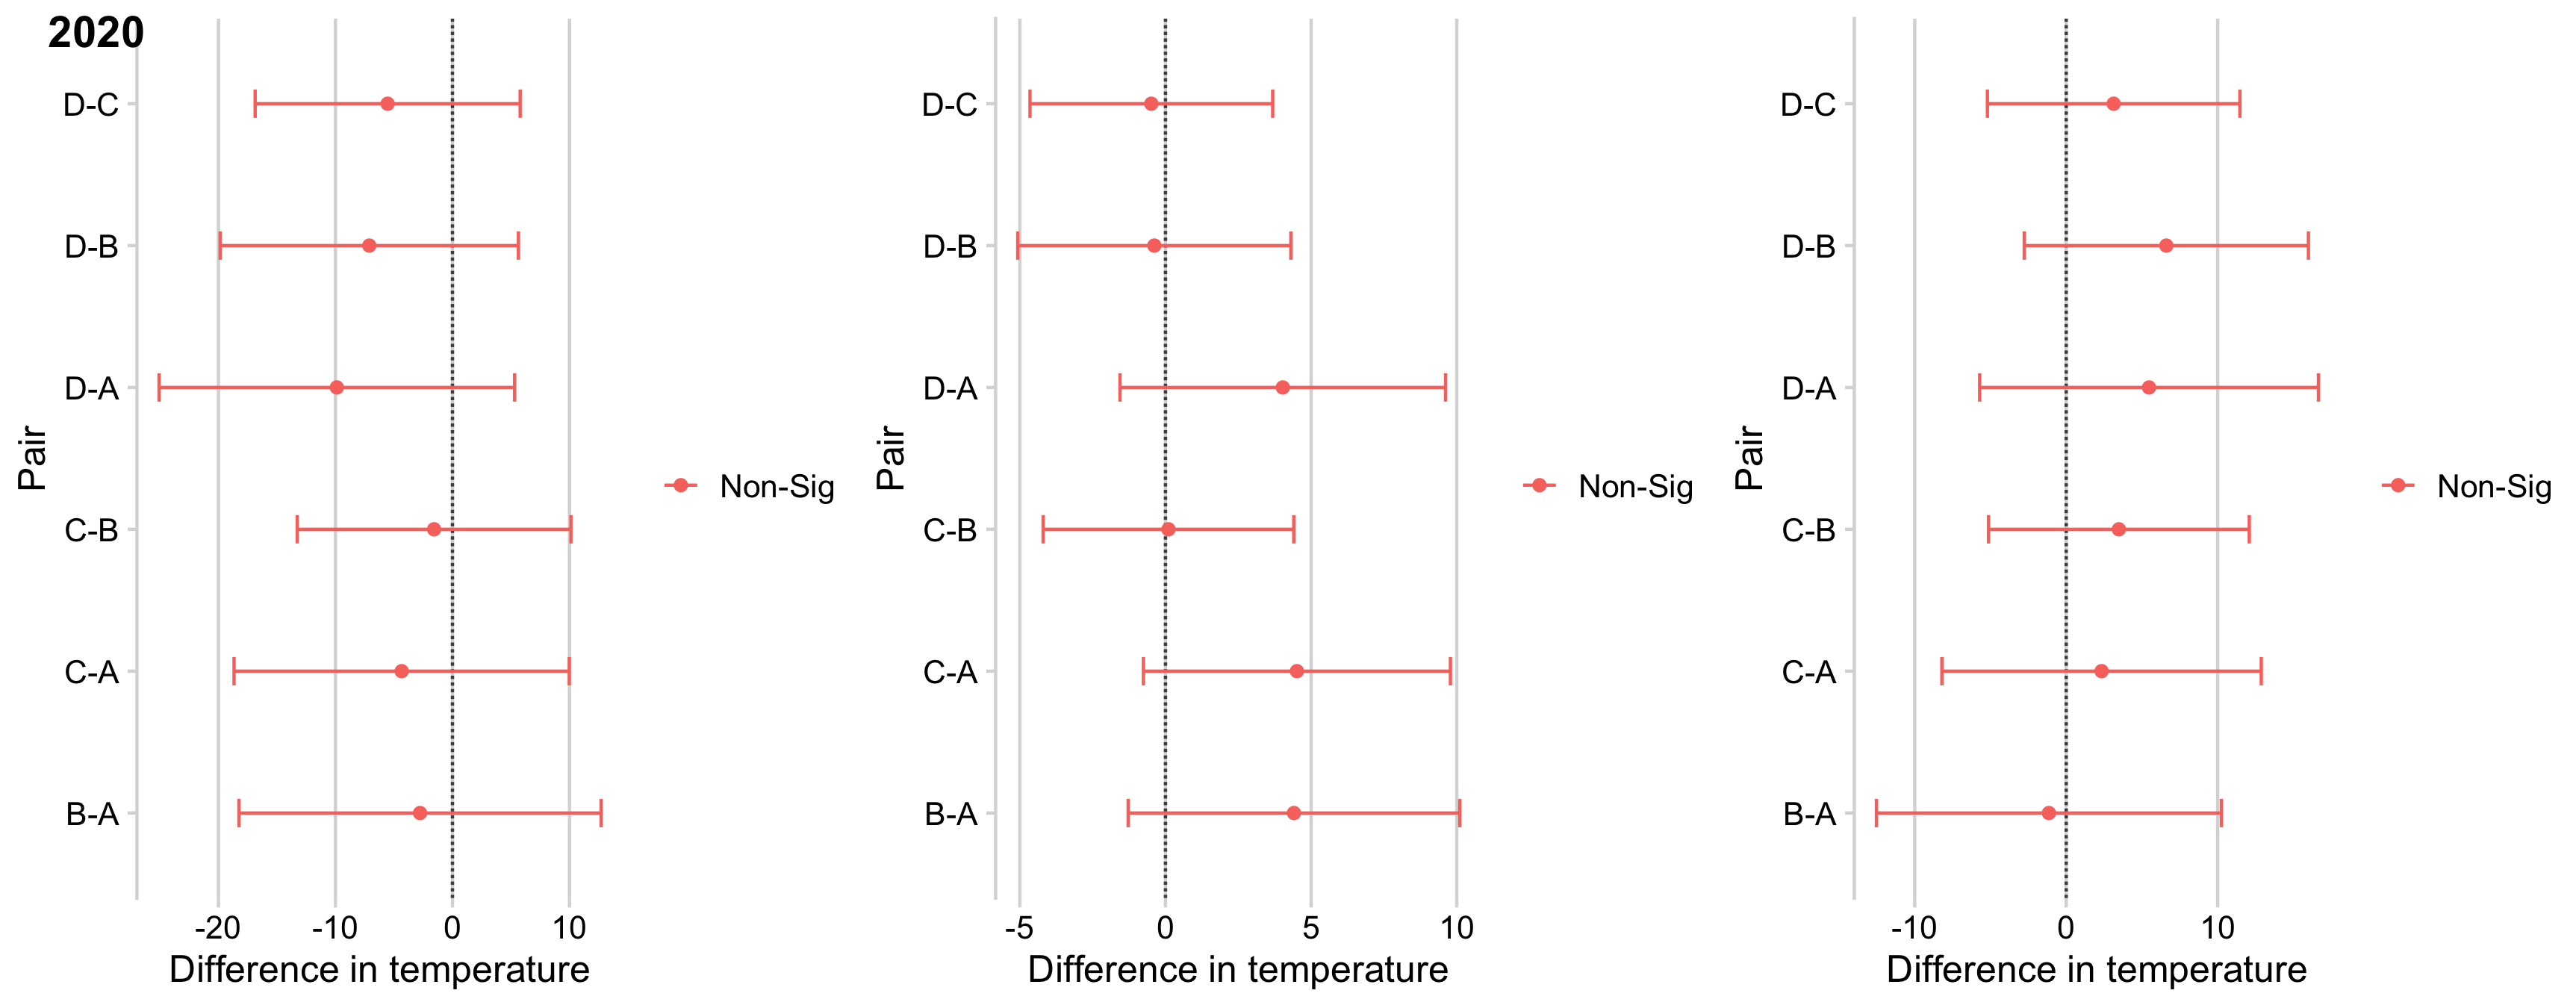 2020
Pair
D-C
D-B
D-A
C-B
C-A
B-A
-20 -10 0 10
Difference in temperature
Non-Sig
Pair
D-C
D-B
D-A
C-B
C-A
B-A
-5 0 5 10
Difference in temperature
Non-Sig
Pair
D-C
D-B
D-A
C-B
C-A
B-A
-10 0 10
Difference in temperature
Non-Sig